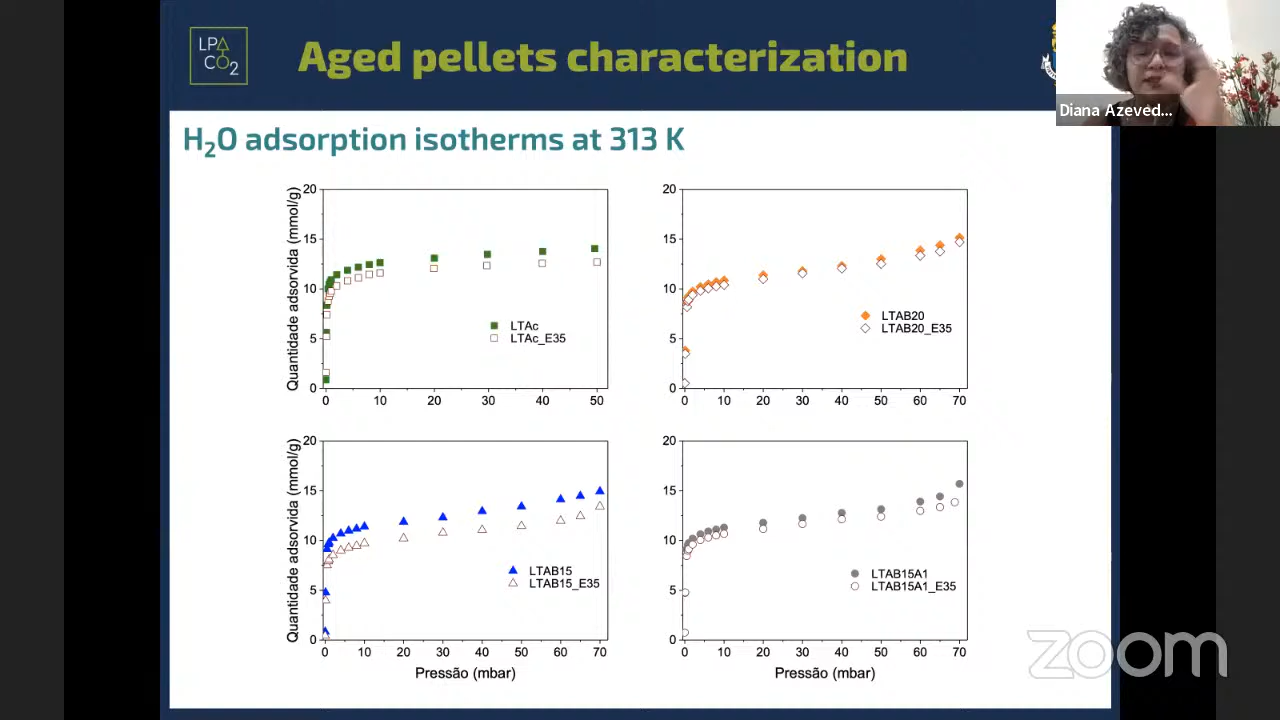 LPA
CO2
Aged pellets characterization
Diana Azeved...
H2O adsorption isotherms at 313 K
Quantidade adsorvida (mmol/g)
20
15
10
5
0
LTAc
LTAc_E35
0 10 20 30 40 50
20
15
10
5
0
LTAB20
LTAB20_E35
0 10 20 30 40 50 60 70
Quantidade adsorvida (mmol/g)
20
15
10
5
0
LTAB15
LTAB15_E35
0 10 20 30 40 50 60 70
Pressão (mbar)
20
15
10
5
0
LTAB15A1
LTAB15A1_E35
0 10 20 30 40 50 60 70
Pressão (mbar)
zoom